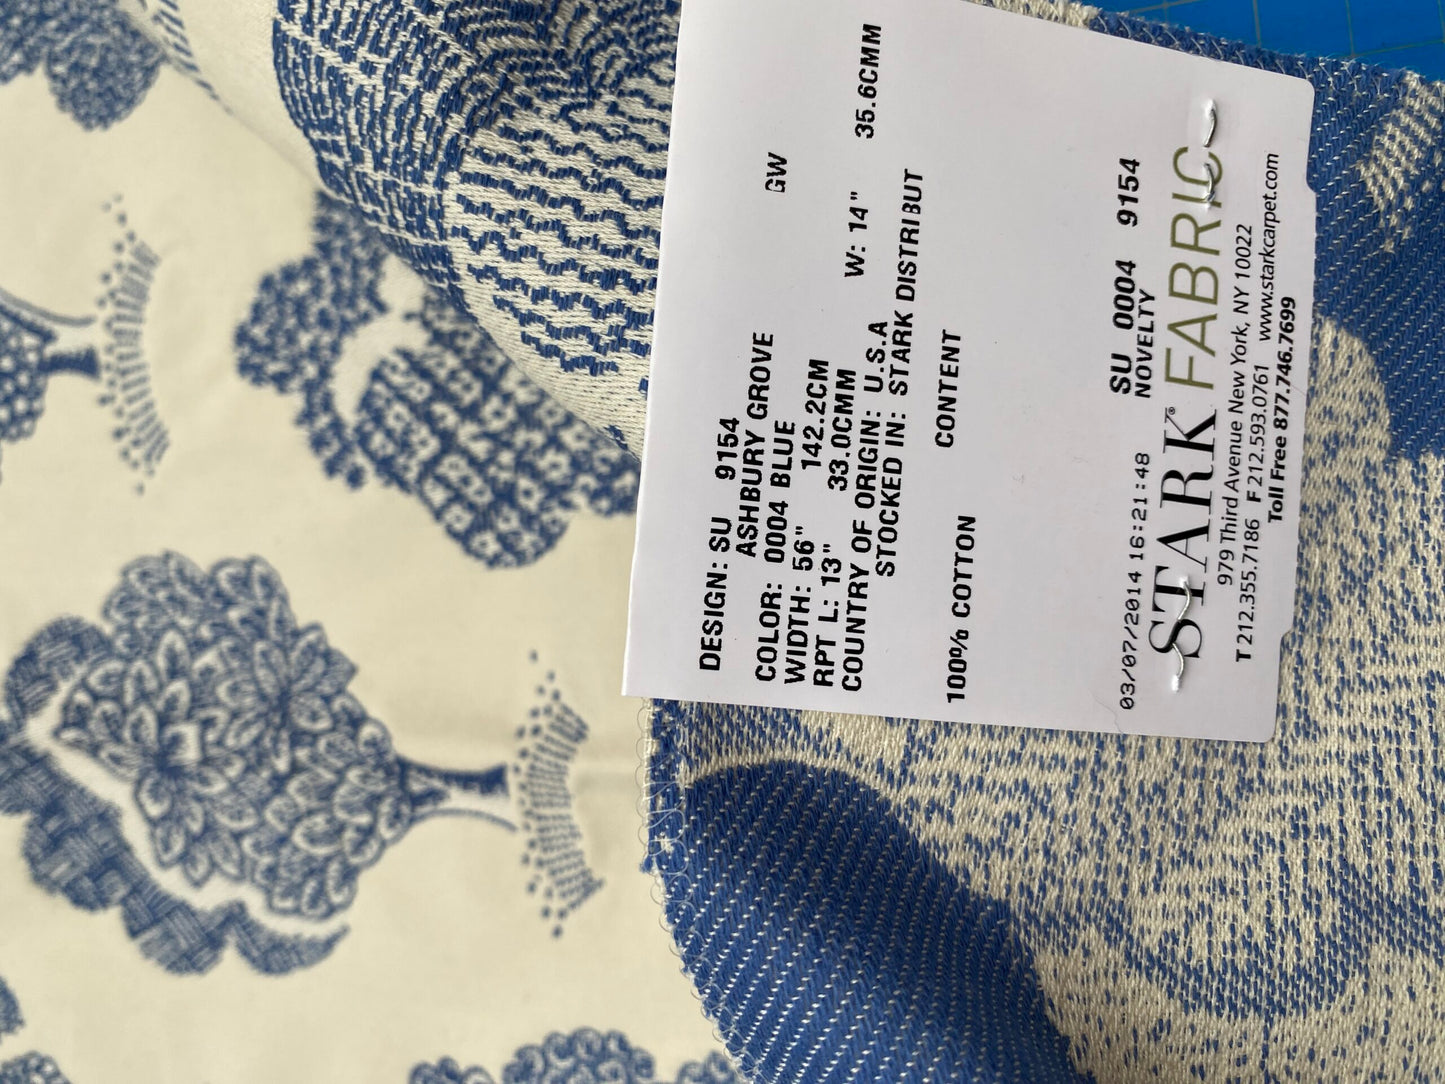 GW
DESIGN: SU 9154
ASHBURY GROVE
COLOR: 0004 BLUE
WIDTH: 56" 142.2CM
RPT L: 13" 33.0CMM W: 14" 35.6CMM
COUNTRY OF ORIGIN: U.S.A
STOCKED IN: STARK DISTRIBUT
CONTENT
100% COTTON
SU 0004 9154
03/07/2014 16:21:48 NOVELTY
STARK® FABRIC
979 Third Avenue New York, NY 10022
T 212.355.7186 F 212.593.0761 www.starkcarpet.com
Toll Free 877.746.7699